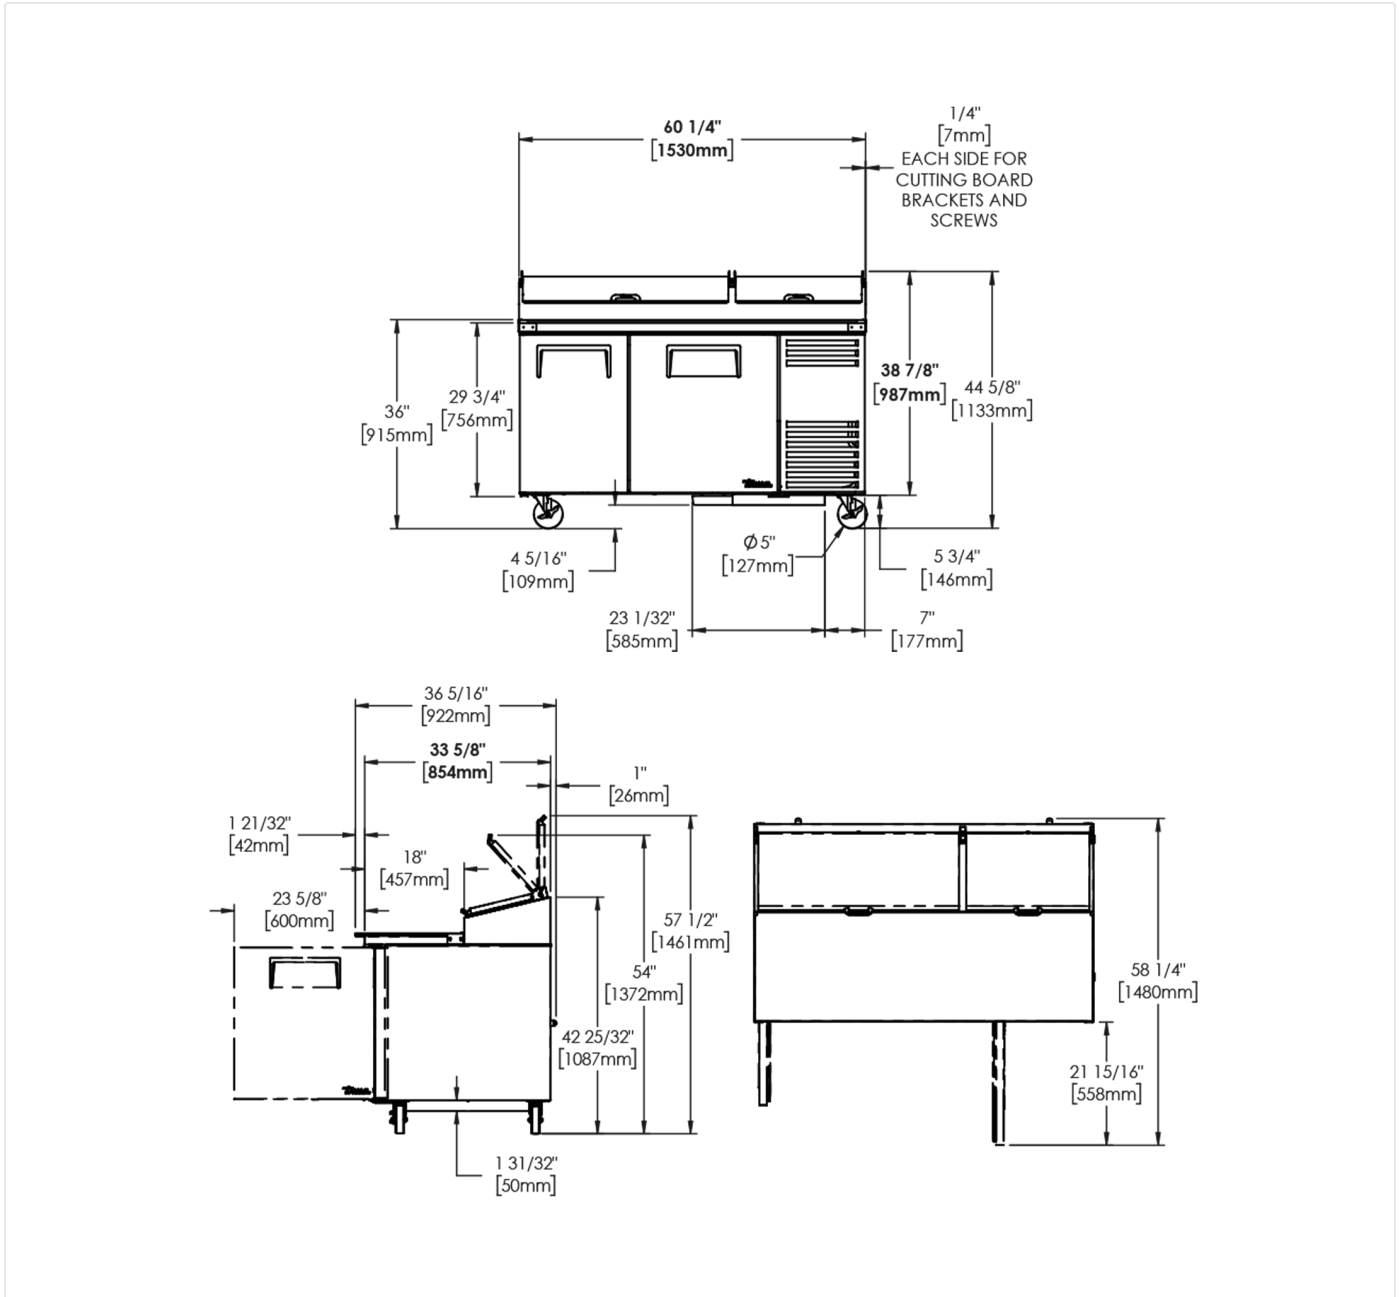 60 1/4"
[1530mm]
1/4"
[7mm]
EACH SIDE FOR
CUTTING BOARD
BRACKETS AND
SCREWS
36"
[915mm]
29 3/4"
[756mm]
38 7/8"
[987mm]
44 5/8"
[1133mm]
True
4 5/16"
[109mm]
Ø 5"
[127mm]
5 3/4"
[146mm]
23 1/32"
[585mm]
7"
[177mm]
36 5/16"
[922mm]
33 5/8"
[854mm]
1"
[26mm]
1 21/32"
[42mm]
18"
[457mm]
23 5/8"
[600mm]
57 1/2"
[1461mm]
54"
[1372mm]
42 25/32"
[1087mm]
True
1 31/32"
[50mm]
58 1/4"
[1480mm]
21 15/16"
[558mm]